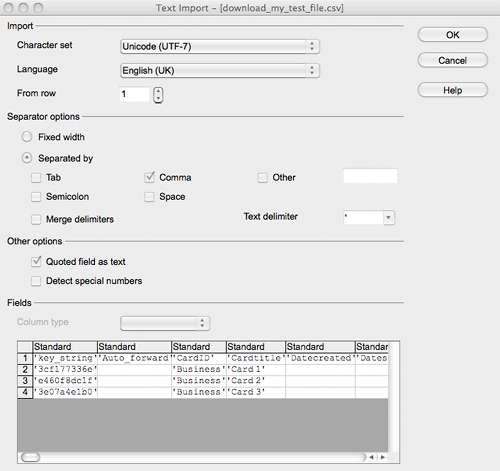 Text Import – [download_my_test_file.csv]
Import
OK
Character set Unicode (UTF-7)
Cancel
Language English (UK)
Help
From row 1
Separator options
Fixed width
Separated by
Tab Comma Other
Semicolon Space
Merge delimiters Text delimiter '
Other options
Quoted field as text
Detect special numbers
Fields
Column type
Standard Standard Standard Standard Standard Standard
1 'key_string' 'Auto_forward' 'CardID' 'Cardtitle' 'Datecreated' 'Dates
2 '3cf177336e' 'Business' 'Card 1'
3 'e460f8dc1f' 'Business' 'Card 2'
4 '3e07a4e1b0' 'Business' 'Card 3'